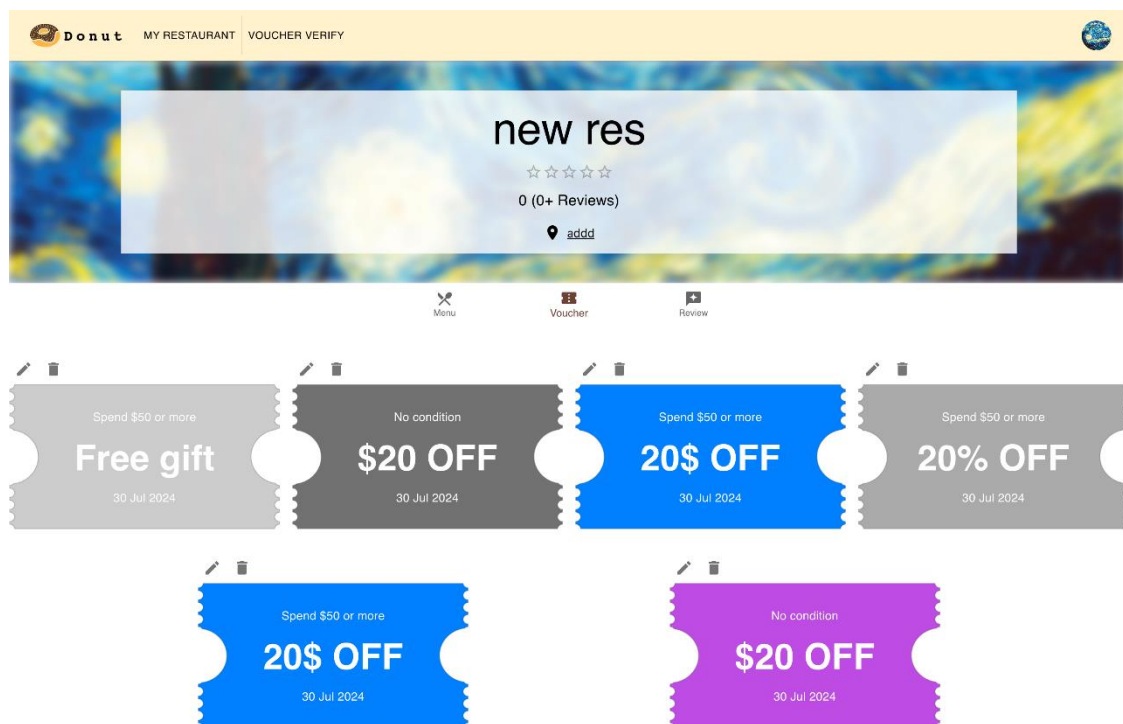 Donut MY RESTAURANT VOUCHER VERIFY
new res
0 (0+ Reviews)
addd
Menu Voucher Review
Spend $50 or more
Free gift
30 Jul 2024
No condition
$20 OFF
30 Jul 2024
Spend $50 or more
20$ OFF
30 Jul 2024
Spend $50 or more
20% OFF
30 Jul 2024
Spend $50 or more
20$ OFF
30 Jul 2024
No condition
$20 OFF
30 Jul 2024